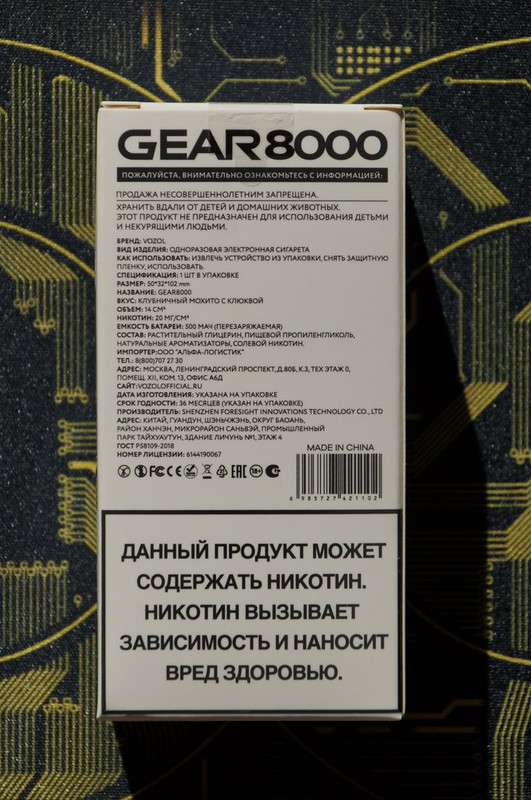 GEAR8000
ПОЖАЛУЙСТА, ВНИМАТЕЛЬНО ОЗНАКОМЬТЕСЬ С ИНФОРМАЦИЕЙ:
ПРОДАЖА НЕСОВЕРШЕННОЛЕТНИМ ЗАПРЕЩЕНА.
ХРАНИТЬ ВДАЛИ ОТ ДЕТЕЙ И ДОМАШНИХ ЖИВОТНЫХ.
ЭТОТ ПРОДУКТ НЕ ПРЕДНАЗНАЧЕН ДЛЯ ИСПОЛЬЗОВАНИЯ ДЕТЬМИ
И НЕКУРЯЩИМИ ЛЮДЬМИ.
БРЕНД: VOZOL
ВИД ИЗДЕЛИЯ: ОДНОРАЗОВАЯ ЭЛЕКТРОННАЯ СИГАРЕТА
КАК ИСПОЛЬЗОВАТЬ: ИЗВЛЕЧЬ УСТРОЙСТВО ИЗ УПАКОВКИ, СНЯТЬ ЗАЩИТНУЮ
ПЛЕНКУ, ИСПОЛЬЗОВАТЬ.
СПЕЦИФИКАЦИЯ: 1 ШТ В УПАКОВКЕ
РАЗМЕР: 50*32*102 mm
НАЗВАНИЕ: GEAR8000
ВКУС: КЛУБНИЧНЫЙ МОХИТО С КЛЮКВОЙ
ОБЪЕМ: 14 СМ³
НИКОТИН: 20 МГ/СМ³
ЕМКОСТЬ БАТАРЕИ: 500 МАЧ (ПЕРЕЗАРЯЖАЕМАЯ)
СОСТАВ: РАСТИТЕЛЬНЫЙ ГЛИЦЕРИН, ПИЩЕВОЙ ПРОПИЛЕНГЛИКОЛЬ,
НАТУРАЛЬНЫЕ АРОМАТИЗАТОРЫ, СОЛЕВОЙ НИКОТИН.
ИМПОРТЕР:ООО "АЛЬФА-ЛОГИСТИК"
ТЕЛ.: 8(800)707 27 30
АДРЕС: МОСКВА, ЛЕНИНГРАДСКИЙ ПРОСПЕКТ, Д.80Б, К.3, ТЕХ ЭТАЖ 0,
ПОМЕЩ. XII, КОМ. 13, ОФИС А6Д
САЙТ:VOZOLOFFICIAL.RU
ДАТА ИЗГОТОВЛЕНИЯ: УКАЗАНА НА УПАКОВКЕ
СРОК ГОДНОСТИ: 36 МЕСЯЦЕВ (УКАЗАН НА УПАКОВКЕ)
ПРОИЗВОДИТЕЛЬ: SHENZHEN FORESIGHT INNOVATIONS TECHNOLOGY CO., LTD
АДРЕС: КИТАЙ, ГУАНДУН, ШЭНЬЧЖЭНЬ, ОКРУГ БАОАНЬ,
РАЙОН ХАНЧЭН, МИКРОРАЙОН САНЬВЭЙ, ПРОМЫШЛЕННЫЙ
ПАРК ТАЙХУАУТУАН, ЗДАНИЕ ЛИЧУНЬ №1, ЭТАЖ 4
ГОСТ Р58109-2018
НОМЕР ЛИЦЕНЗИИ: 6144190067
FC CE EAC 18+
MADE IN CHINA
6 985727 421102
ДАННЫЙ ПРОДУКТ МОЖЕТ
СОДЕРЖАТЬ НИКОТИН.
НИКОТИН ВЫЗЫВАЕТ
ЗАВИСИМОСТЬ И НАНОСИТ
ВРЕД ЗДОРОВЬЮ.